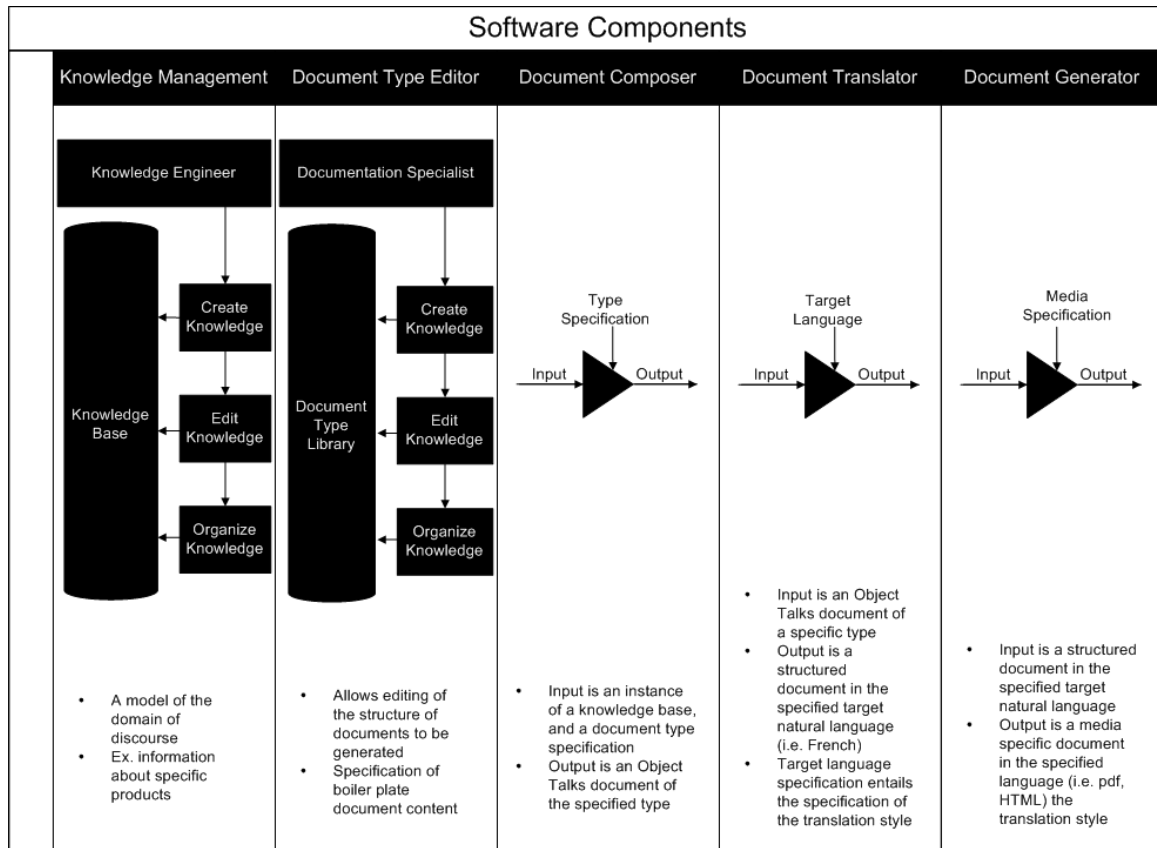 Software Components
Knowledge Management
Document Type Editor
Document Composer
Document Translator
Document Generator
Knowledge Engineer
Knowledge
Base
Create
Knowledge
Edit
Knowledge
Organize
Knowledge
• A model of the
domain of
discourse
• Ex. information
about specific
products
Documentation Specialist
Document
Type
Library
Create
Knowledge
Edit
Knowledge
Organize
Knowledge
• Allows editing of
the structure of
documents to be
generated
• Specification of
boiler plate
document content
Type
Specification
Input
Output
• Input is an instance
of a knowledge base,
and a document type
specification
• Output is an Object
Talks document of
the specified type
Target
Language
Input
Output
• Input is an Object
Talks document of
a specific type
• Output is a
structured
document in the
specified target
natural language
(i.e. French)
• Target language
specification entails
the specification of
the translation style
Media
Specification
Input
Output
• Input is a structured
document in the
specified target
natural language
• Output is a media
specific document
in the specified
language (i.e. pdf,
HTML) the
translation style